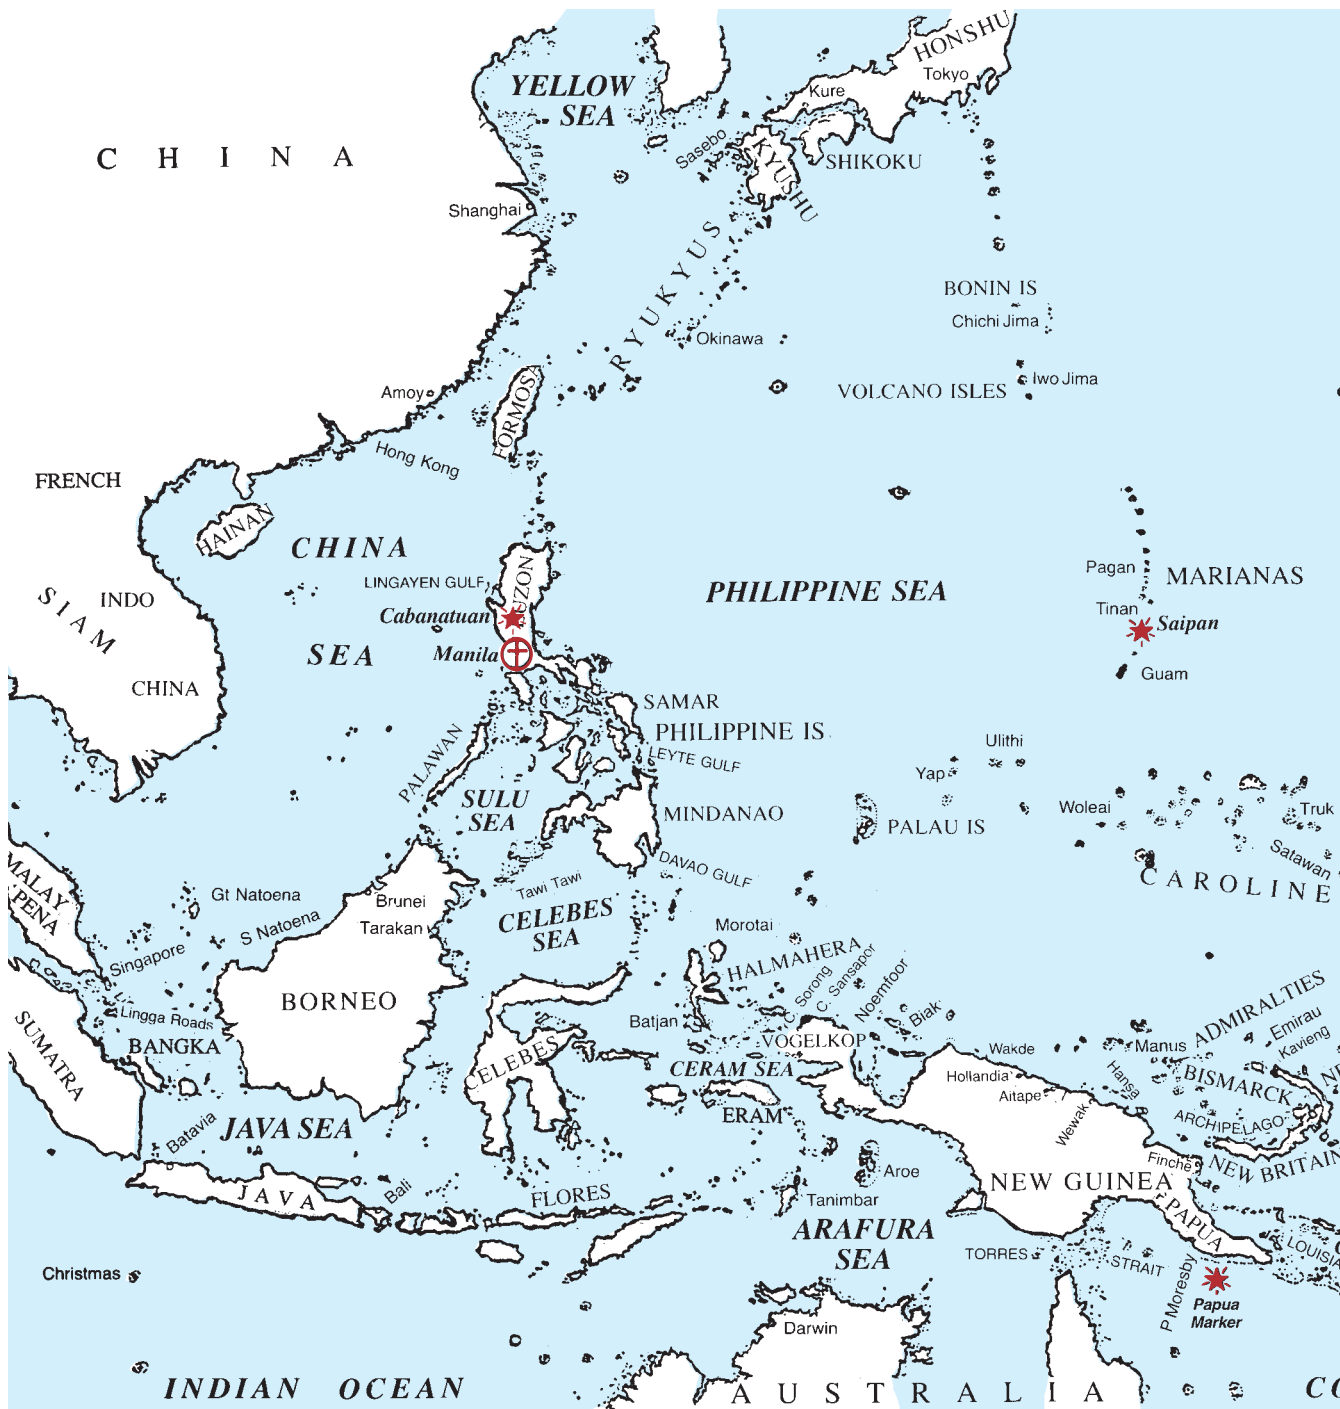 HONSHU
Tokyo
Kure
YELLOW
SEA
CHINA
Sasebo
KYUSHU
SHIKOKU
Shanghai
RYUKYUS
BONIN IS
Chichi Jima
Okinawa
Iwo Jima
VOLCANO ISLES
Amoy
FORMOSA
Hong Kong
FRENCH
HAINAN
CHINA
LINGAYEN GULF
UZON
PHILIPPINE SEA
Pagan
MARIANAS
SIAM
INDO
Cabanatuan
Tinan
Saipan
SEA
Manila
Guam
CHINA
SAMAR
PHILIPPINE IS
PALAWAN
LEYTE GULF
Ulithi
Yap
SULU
SEA
MINDANAO
PALAU IS
Woleai
Truk
Satawan
MALAY
PENA
DAVAO GULF
CAROLINE
Tawi Tawi
Gt Natoena
Brunei
S Natoena
Tarakan
CELEBES
SEA
Morotai
Singapore
HALMAHERA
C. Sorong
C. Sansapor
Noemfoor
BORNEO
Lingga Roads
Batjan
Biak
ADMIRALTIES
Emirau
Kavieng
SUMATRA
BANGKA
CELEBES
VOGELKOP
Wakde
Manus
CERAM SEA
Hollandia
Hansa
BISMARCK
NE
Aitape
ERAM
ARCHIPELAGO
Wewak
JAVA SEA
Batavia
Finche
NEW BRITAIN
Lae
Aroe
NEW GUINEA
JAVA
Bali
FLORES
Tanimbar
PAPUA
ARAFURA
SEA
TORRES
STRAIT
LOUISIA
Christmas
P Moresby
Papua
Marker
Darwin
INDIAN OCEAN
AUSTRALIA
CO